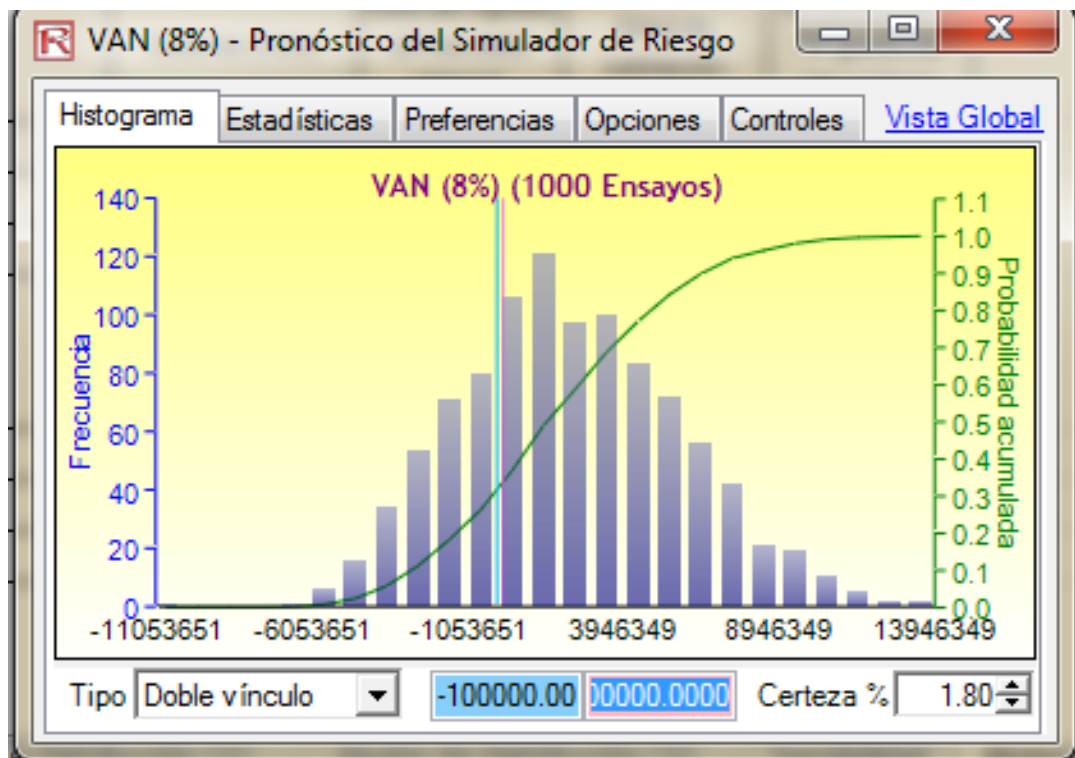 VAN (8%) - Pronóstico del Simulador de Riesgo
Histograma Estadísticas Preferencias Opciones Controles Vista Global
VAN (8%) (1000 Ensayos)
Frecuencia
140
120
100
80
60
40
20
0
1.1
1.0
0.9
0.8
0.7
0.6
0.5
0.4
0.3
0.2
0.1
0.0
Probabilidad acumulada
-11053651 -6053651 -1053651 3946349 8946349 13946349
Tipo Doble vínculo -100000.00 00000.0000 Certeza % 1.80